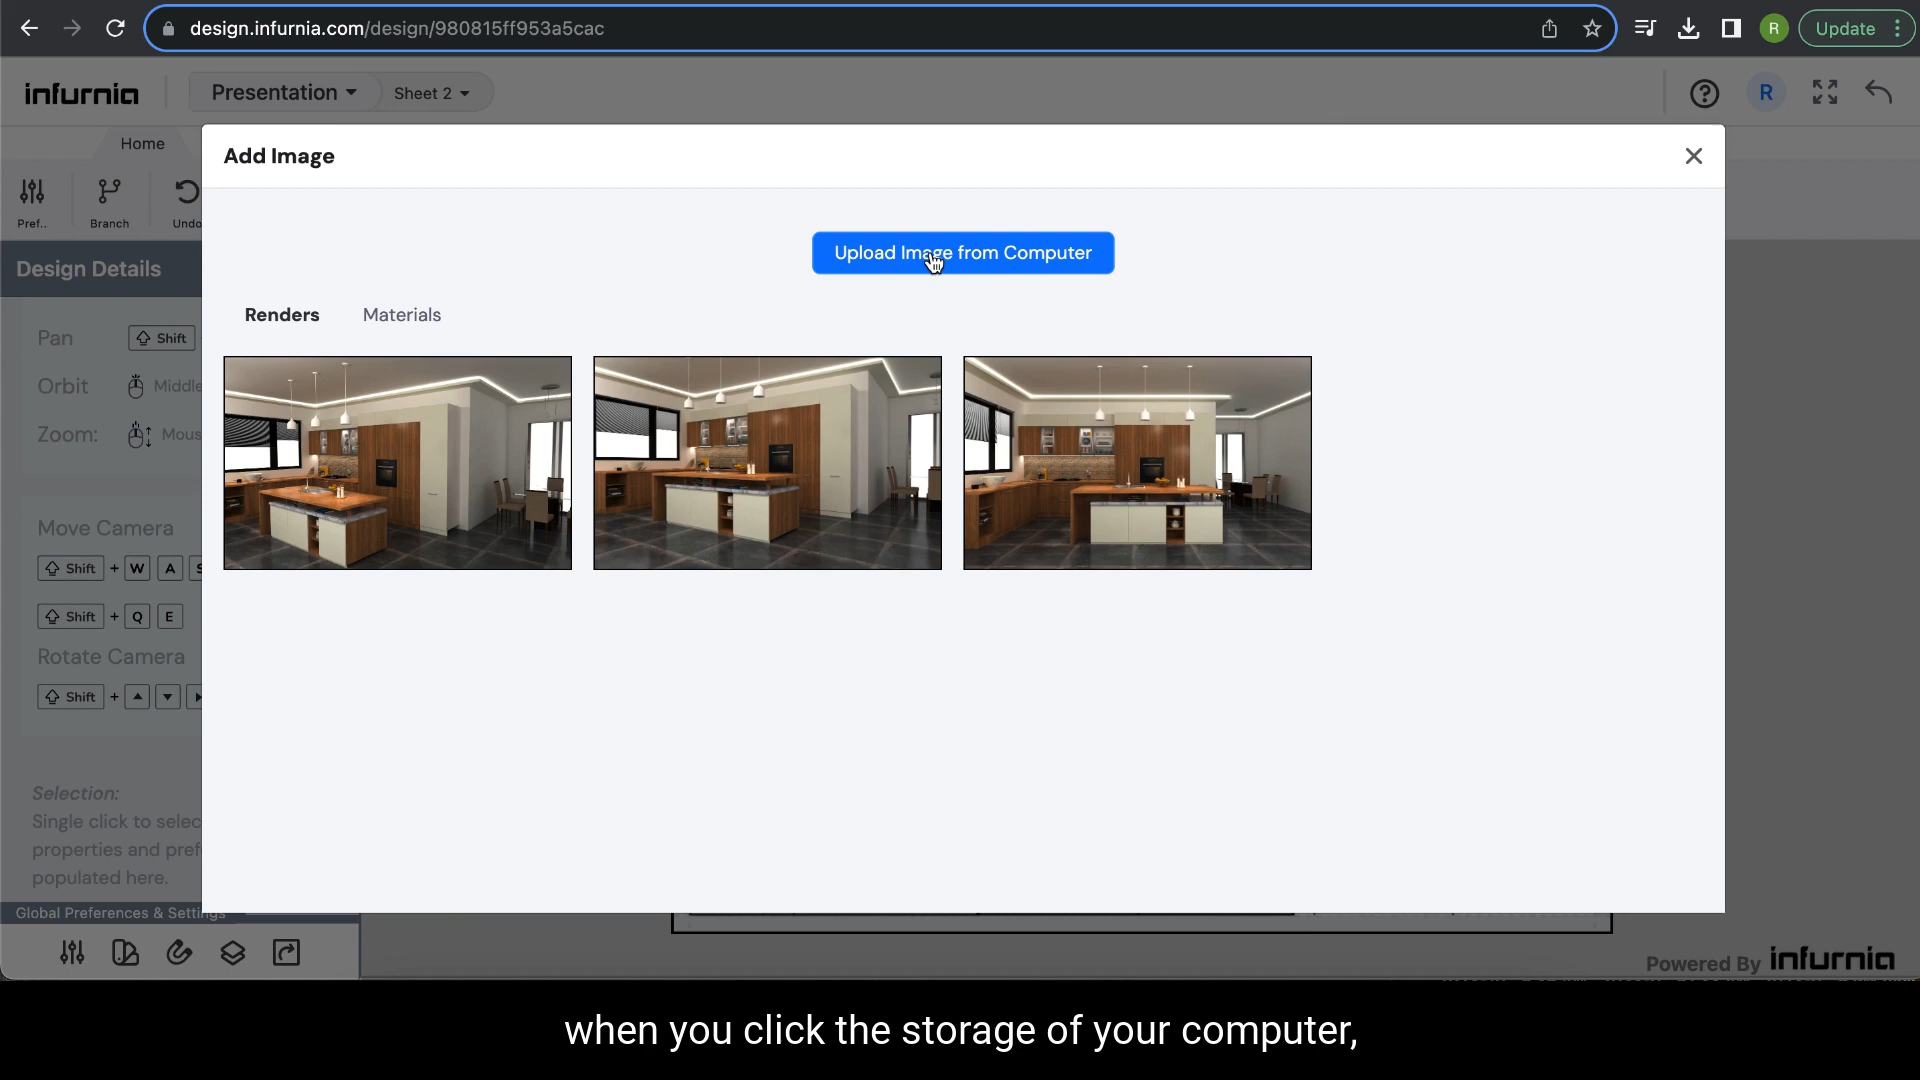 design.infurnia.com/design/980815ff953a5cac
R
Update
infurnia
Presentation
Sheet 2
R
Home
Add Image
Pref..
Branch
Undo
Upload Image from Computer
Design Details
Renders
Materials
Pan
Shift
Orbit
Middle
Zoom:
Mous
Move Camera
Shift + W A S
Shift + Q E
Rotate Camera
Shift +
Selection:
Single click to selec
properties and pref
populated here.
Global Preferences & Settings
Powered By infurnia
when you click the storage of your computer,